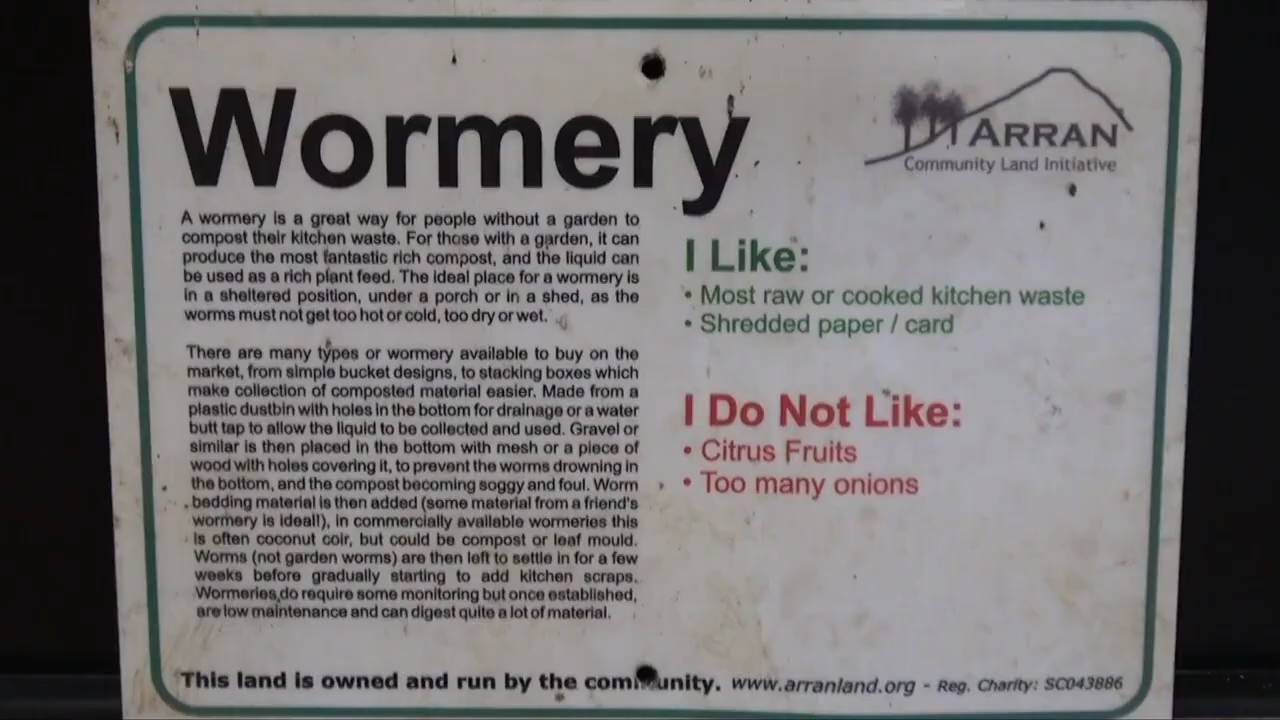 Wormery
ARRAN
Community Land Initiative
A wormery is a great way for people without a garden to
compost their kitchen waste. For those with a garden, it can
produce the most fantastic rich compost, and the liquid can
be used as a rich plant feed. The ideal place for a wormery is
in a sheltered position, under a porch or in a shed, as the
worms must not get too hot or cold, too dry or wet.
There are many types or wormery available to buy on the
market, from simple bucket designs, to stacking boxes which
make collection of composted material easier. Made from a
plastic dustbin with holes in the bottom for drainage or a water
butt tap to allow the liquid to be collected and used. Gravel or
similar is then placed in the bottom with mesh or a piece of
wood with holes covering it, to prevent the worms drowning in
the bottom, and the compost becoming soggy and foul. Worm
bedding material is then added (some material from a friend's
wormery is ideal!), in commercially available wormeries this
is often coconut coir, but could be compost or leaf mould.
Worms (not garden worms) are then left to settle in for a few
weeks before gradually starting to add kitchen scraps.
Wormeries do require some monitoring but once established,
are low maintenance and can digest quite a lot of material.
I Like:
• Most raw or cooked kitchen waste
• Shredded paper / card
I Do Not Like:
• Citrus Fruits
• Too many onions
This land is owned and run by the community. www.arranland.org - Reg. Charity: SC043886